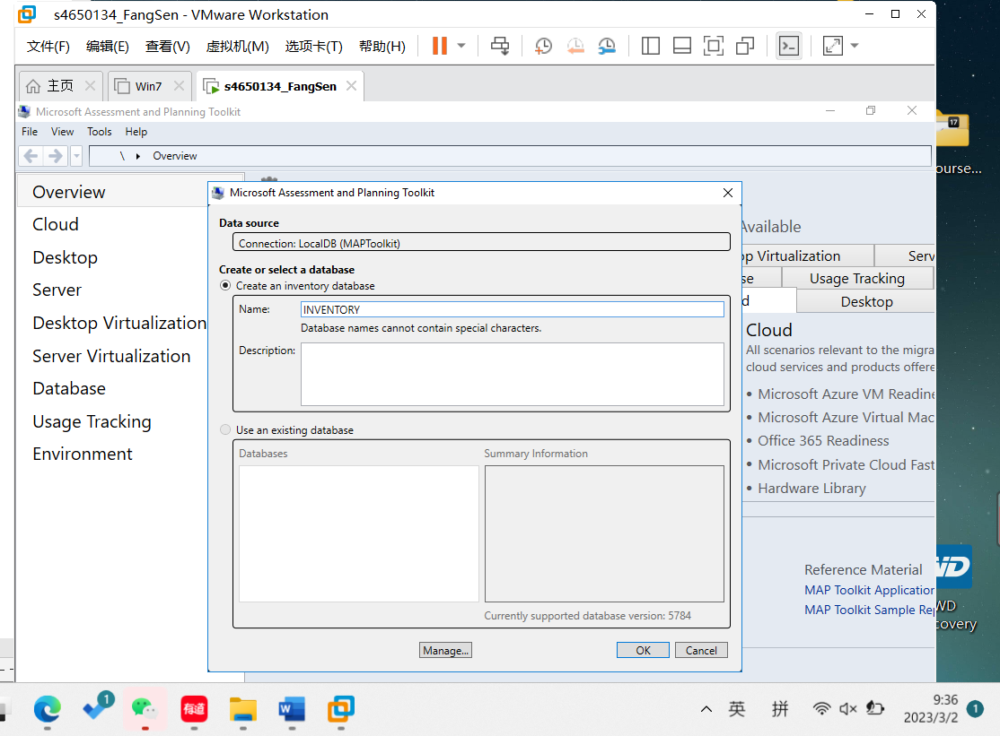 s4650134_FangSen - VMware Workstation
文件(F) 编辑(E) 查看(V) 虚拟机(M) 选项卡(T) 帮助(H)
主页 Win7 s4650134_FangSen
Microsoft Assessment and Planning Toolkit
File View Tools Help
\ Overview
Overview
Cloud
Desktop
Server
Desktop Virtualization
Server Virtualization
Database
Usage Tracking
Environment
Microsoft Assessment and Planning Toolkit
Data source
Connection: LocalDB (MAPToolkit)
Create or select a database
Create an inventory database
Name: INVENTORY
Database names cannot contain special characters.
Description:
Use an existing database
Databases Summary Information
Currently supported database version: 5784
Manage... OK Cancel
Available
op Virtualization Serv
se Usage Tracking
d Desktop
Cloud
All scenarios relevant to the migra
cloud services and products offere
• Microsoft Azure VM Readine
• Microsoft Azure Virtual Mac
• Office 365 Readiness
• Microsoft Private Cloud Fast
• Hardware Library
Reference Material
MAP Toolkit Application
MAP Toolkit Sample Rep
17
ourse...
WD
WD
covery
1
有道
W
英 拼
9:36
2023/3/2
1